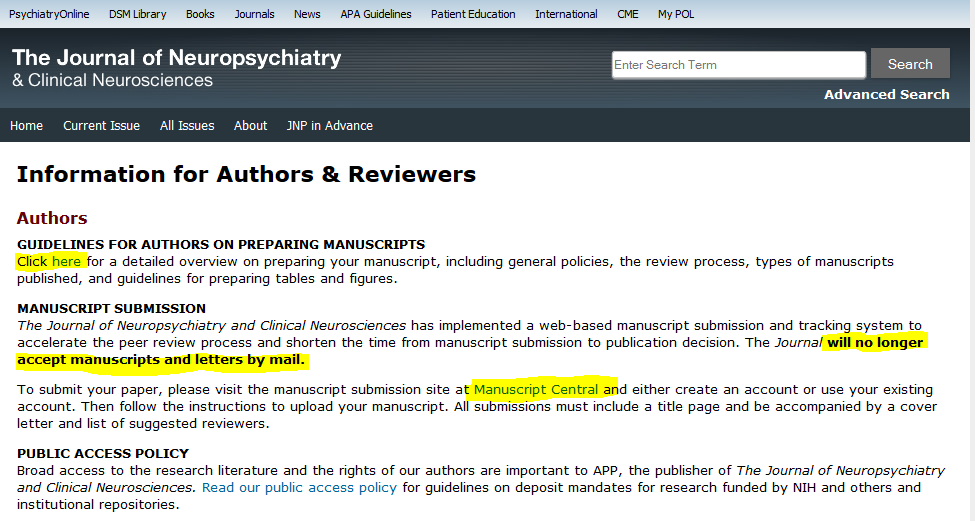 PsychiatryOnline DSM Library Books Journals News APA Guidelines Patient Education International CME My POL
The Journal of Neuropsychiatry
& Clinical Neurosciences
Enter Search Term Search
Advanced Search
Home Current Issue All Issues About JNP in Advance
Information for Authors & Reviewers
Authors
GUIDELINES FOR AUTHORS ON PREPARING MANUSCRIPTS
Click here for a detailed overview on preparing your manuscript, including general policies, the review process, types of manuscripts
published, and guidelines for preparing tables and figures.
MANUSCRIPT SUBMISSION
The Journal of Neuropsychiatry and Clinical Neurosciences has implemented a web-based manuscript submission and tracking system to
accelerate the peer review process and shorten the time from manuscript submission to publication decision. The Journal will no longer
accept manuscripts and letters by mail.
To submit your paper, please visit the manuscript submission site at Manuscript Central and either create an account or use your existing
account. Then follow the instructions to upload your manuscript. All submissions must include a title page and be accompanied by a cover
letter and list of suggested reviewers.
PUBLIC ACCESS POLICY
Broad access to the research literature and the rights of our authors are important to APP, the publisher of The Journal of Neuropsychiatry
and Clinical Neurosciences. Read our public access policy for guidelines on deposit mandates for research funded by NIH and others and
institutional repositories.